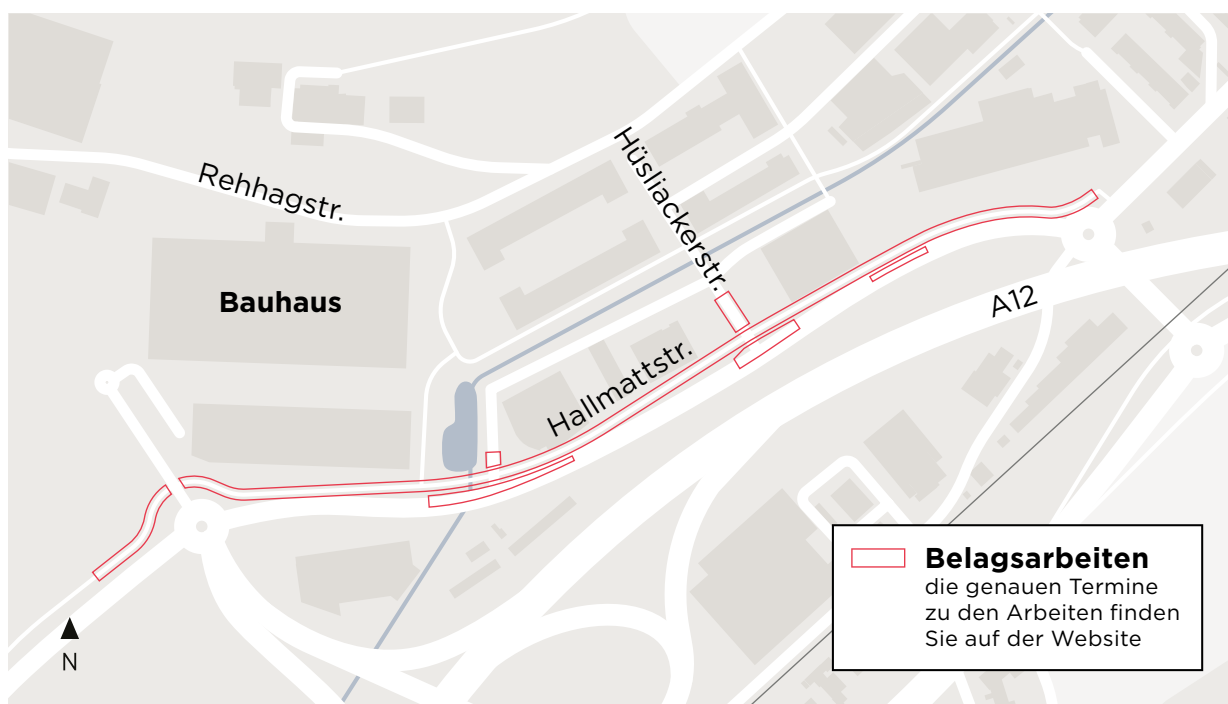 Rehhagstr.
Hüsliackerstr.
Bauhaus
A12
Hallmattstr.
Belagsarbeiten
die genauen Termine
zu den Arbeiten finden
Sie auf der Website
N